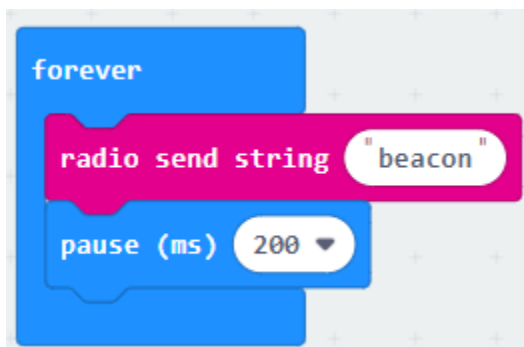 forever
radio send string "beacon"
pause (ms) 200